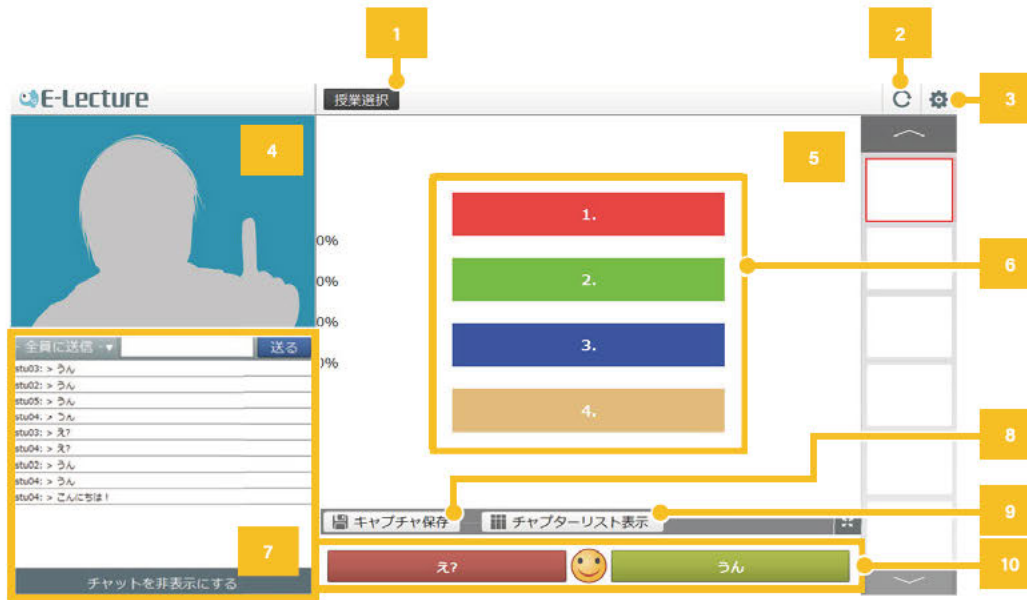 1
2
E-Lecture
授業選択
3
4
5
1.
0%
6
2.
0%
0%
3.
全員に送信 ▼
送る
0%
stu03: > うん
stu02: > うん
stu05: > うん
4.
stu04: > うん
stu03: > え?
stu04: > え?
8
stu02: > うん
stu04: > うん
stu04: > こんにちは!
9
キャプチャ保存
チャプターリスト表示
7
え?
うん
10
チャットを非表示にする